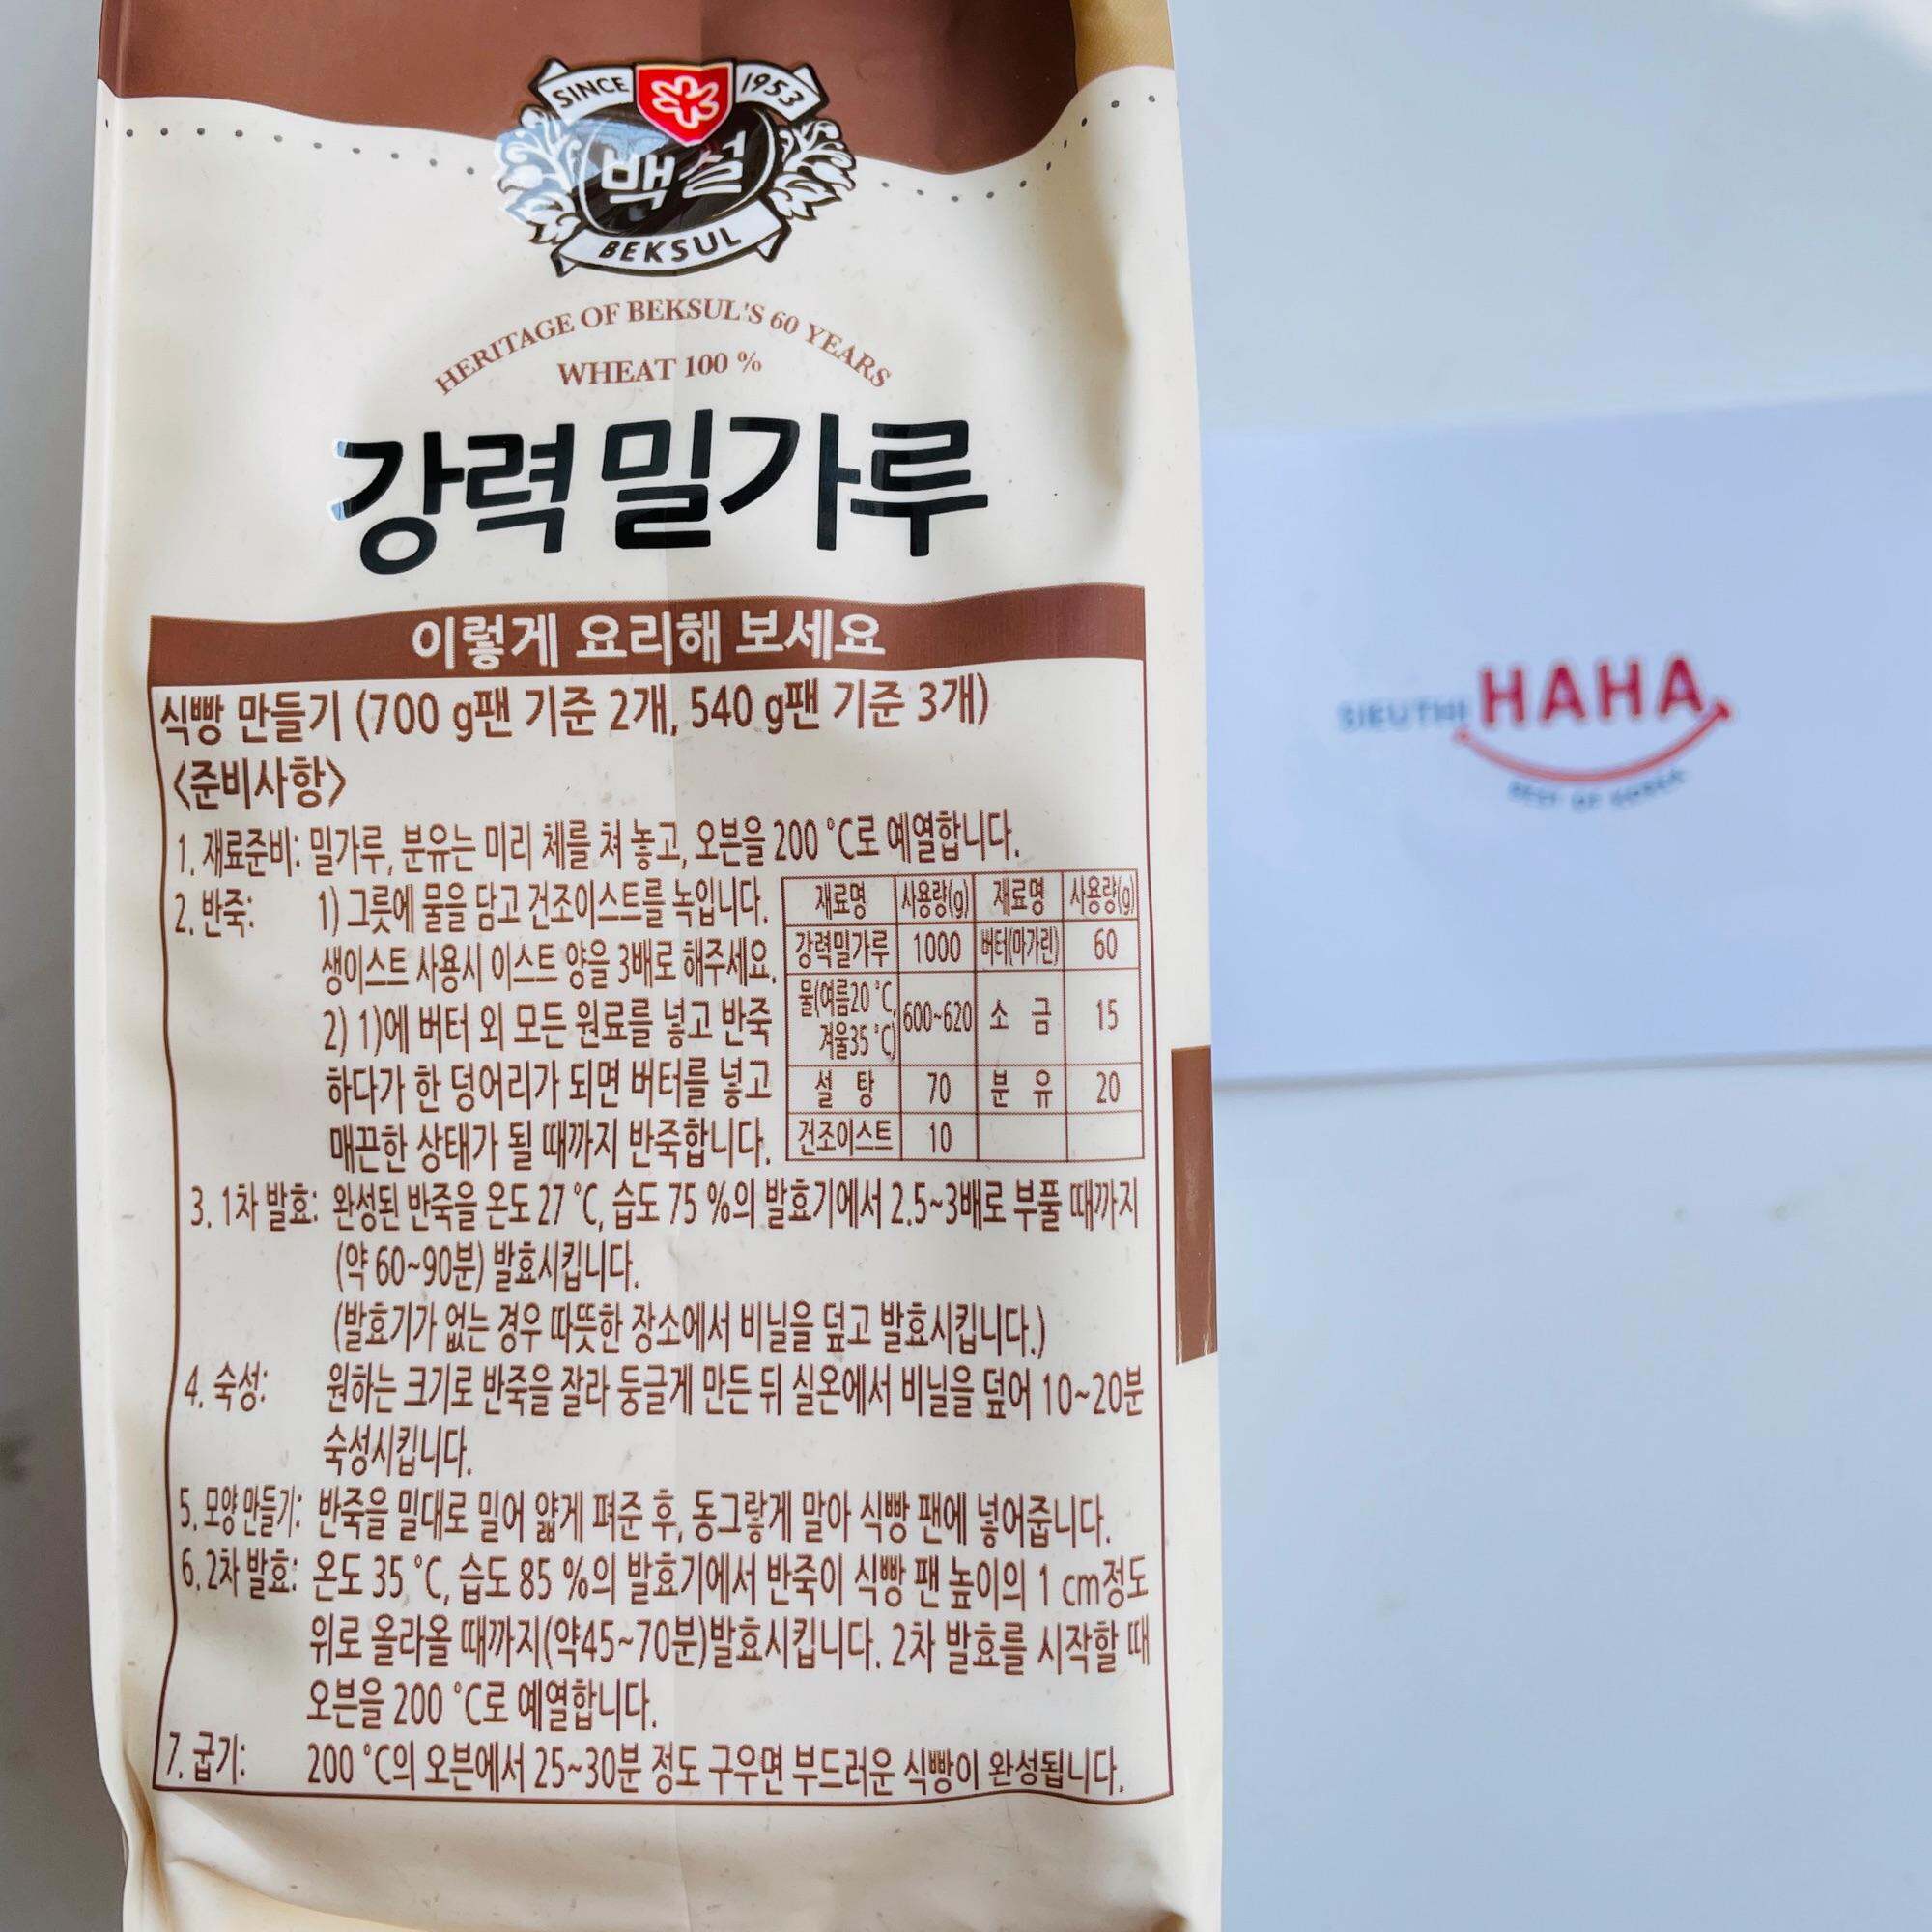 SINCE 1953
백설
BEKSUL
HERITAGE OF BEKSUL'S 60 YEARS
WHEAT 100 %
강력밀가루
이렇게 요리해 보세요
식빵 만들기 (700 g팬 기준 2개, 540 g팬 기준 3개)
<준비사항>
1. 재료준비: 밀가루, 분유는 미리 체를 쳐 놓고, 오븐을 200 ℃로 예열합니다.
2. 반죽: 1) 그릇에 물을 담고 건조이스트를 녹입니다.
생이스트 사용시 이스트 양을 3배로 해주세요.
2) 1)에 버터 외 모든 원료를 넣고 반죽
하다가 한 덩어리가 되면 버터를 넣고
매끈한 상태가 될 때까지 반죽합니다.
재료명 사용량(g) 재료명 사용량(g)
강력밀가루 1000 버터(마가린) 60
물(여름20 ℃, 겨울35 ℃) 600~620 소 금 15
설 탕 70 분 유 20
건조이스트 10
3. 1차 발효: 완성된 반죽을 온도 27 ℃, 습도 75 %의 발효기에서 2.5~3배로 부풀 때까지
(약 60~90분) 발효시킵니다.
(발효기가 없는 경우 따뜻한 장소에서 비닐을 덮고 발효시킵니다.)
4. 숙성: 원하는 크기로 반죽을 잘라 둥글게 만든 뒤 실온에서 비닐을 덮어 10~20분
숙성시킵니다.
5. 모양 만들기: 반죽을 밀대로 밀어 얇게 펴준 후, 동그랗게 말아 식빵 팬에 넣어줍니다.
6. 2차 발효: 온도 35 ℃, 습도 85 %의 발효기에서 반죽이 식빵 팬 높이의 1 cm정도
위로 올라올 때까지(약45~70분)발효시킵니다. 2차 발효를 시작할 때
오븐을 200 ℃로 예열합니다.
7. 굽기: 200 ℃의 오븐에서 25~30분 정도 구우면 부드러운 식빵이 완성됩니다.
SIEUTHI HAHA
BEST OF KOREA